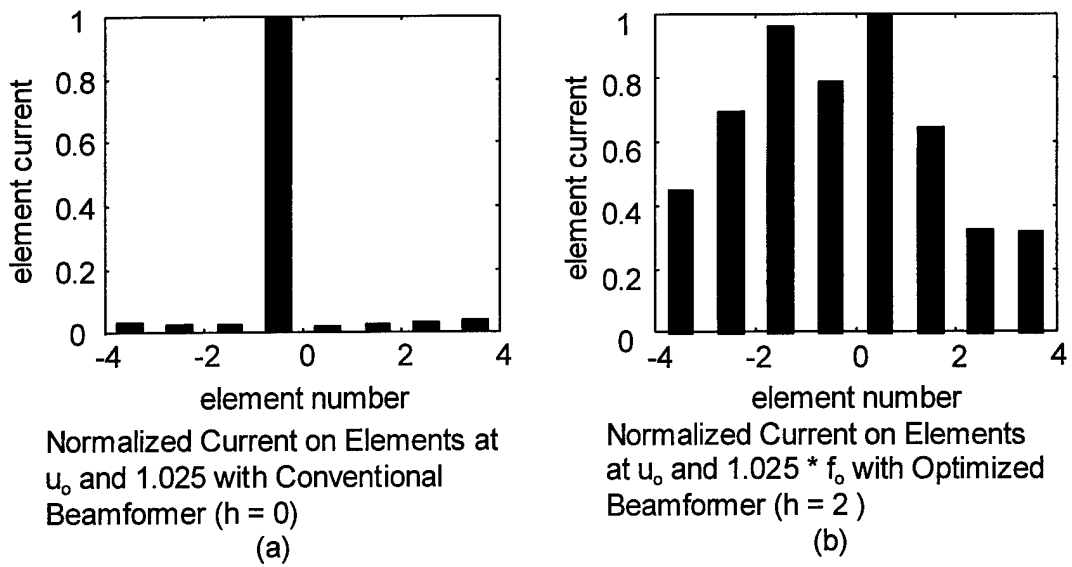 1
0.8
0.6
0.4
0.2
0
element current
-4
-2
0
2
4
element number
Normalized Current on Elements at
uo and 1.025 with Conventional
Beamformer (h = 0)
(a)
1
0.8
0.6
0.4
0.2
0
element current
-4
-2
0
2
4
element number
Normalized Current on Elements
at uo and 1.025 * fo with Optimized
Beamformer (h = 2 )
(b)